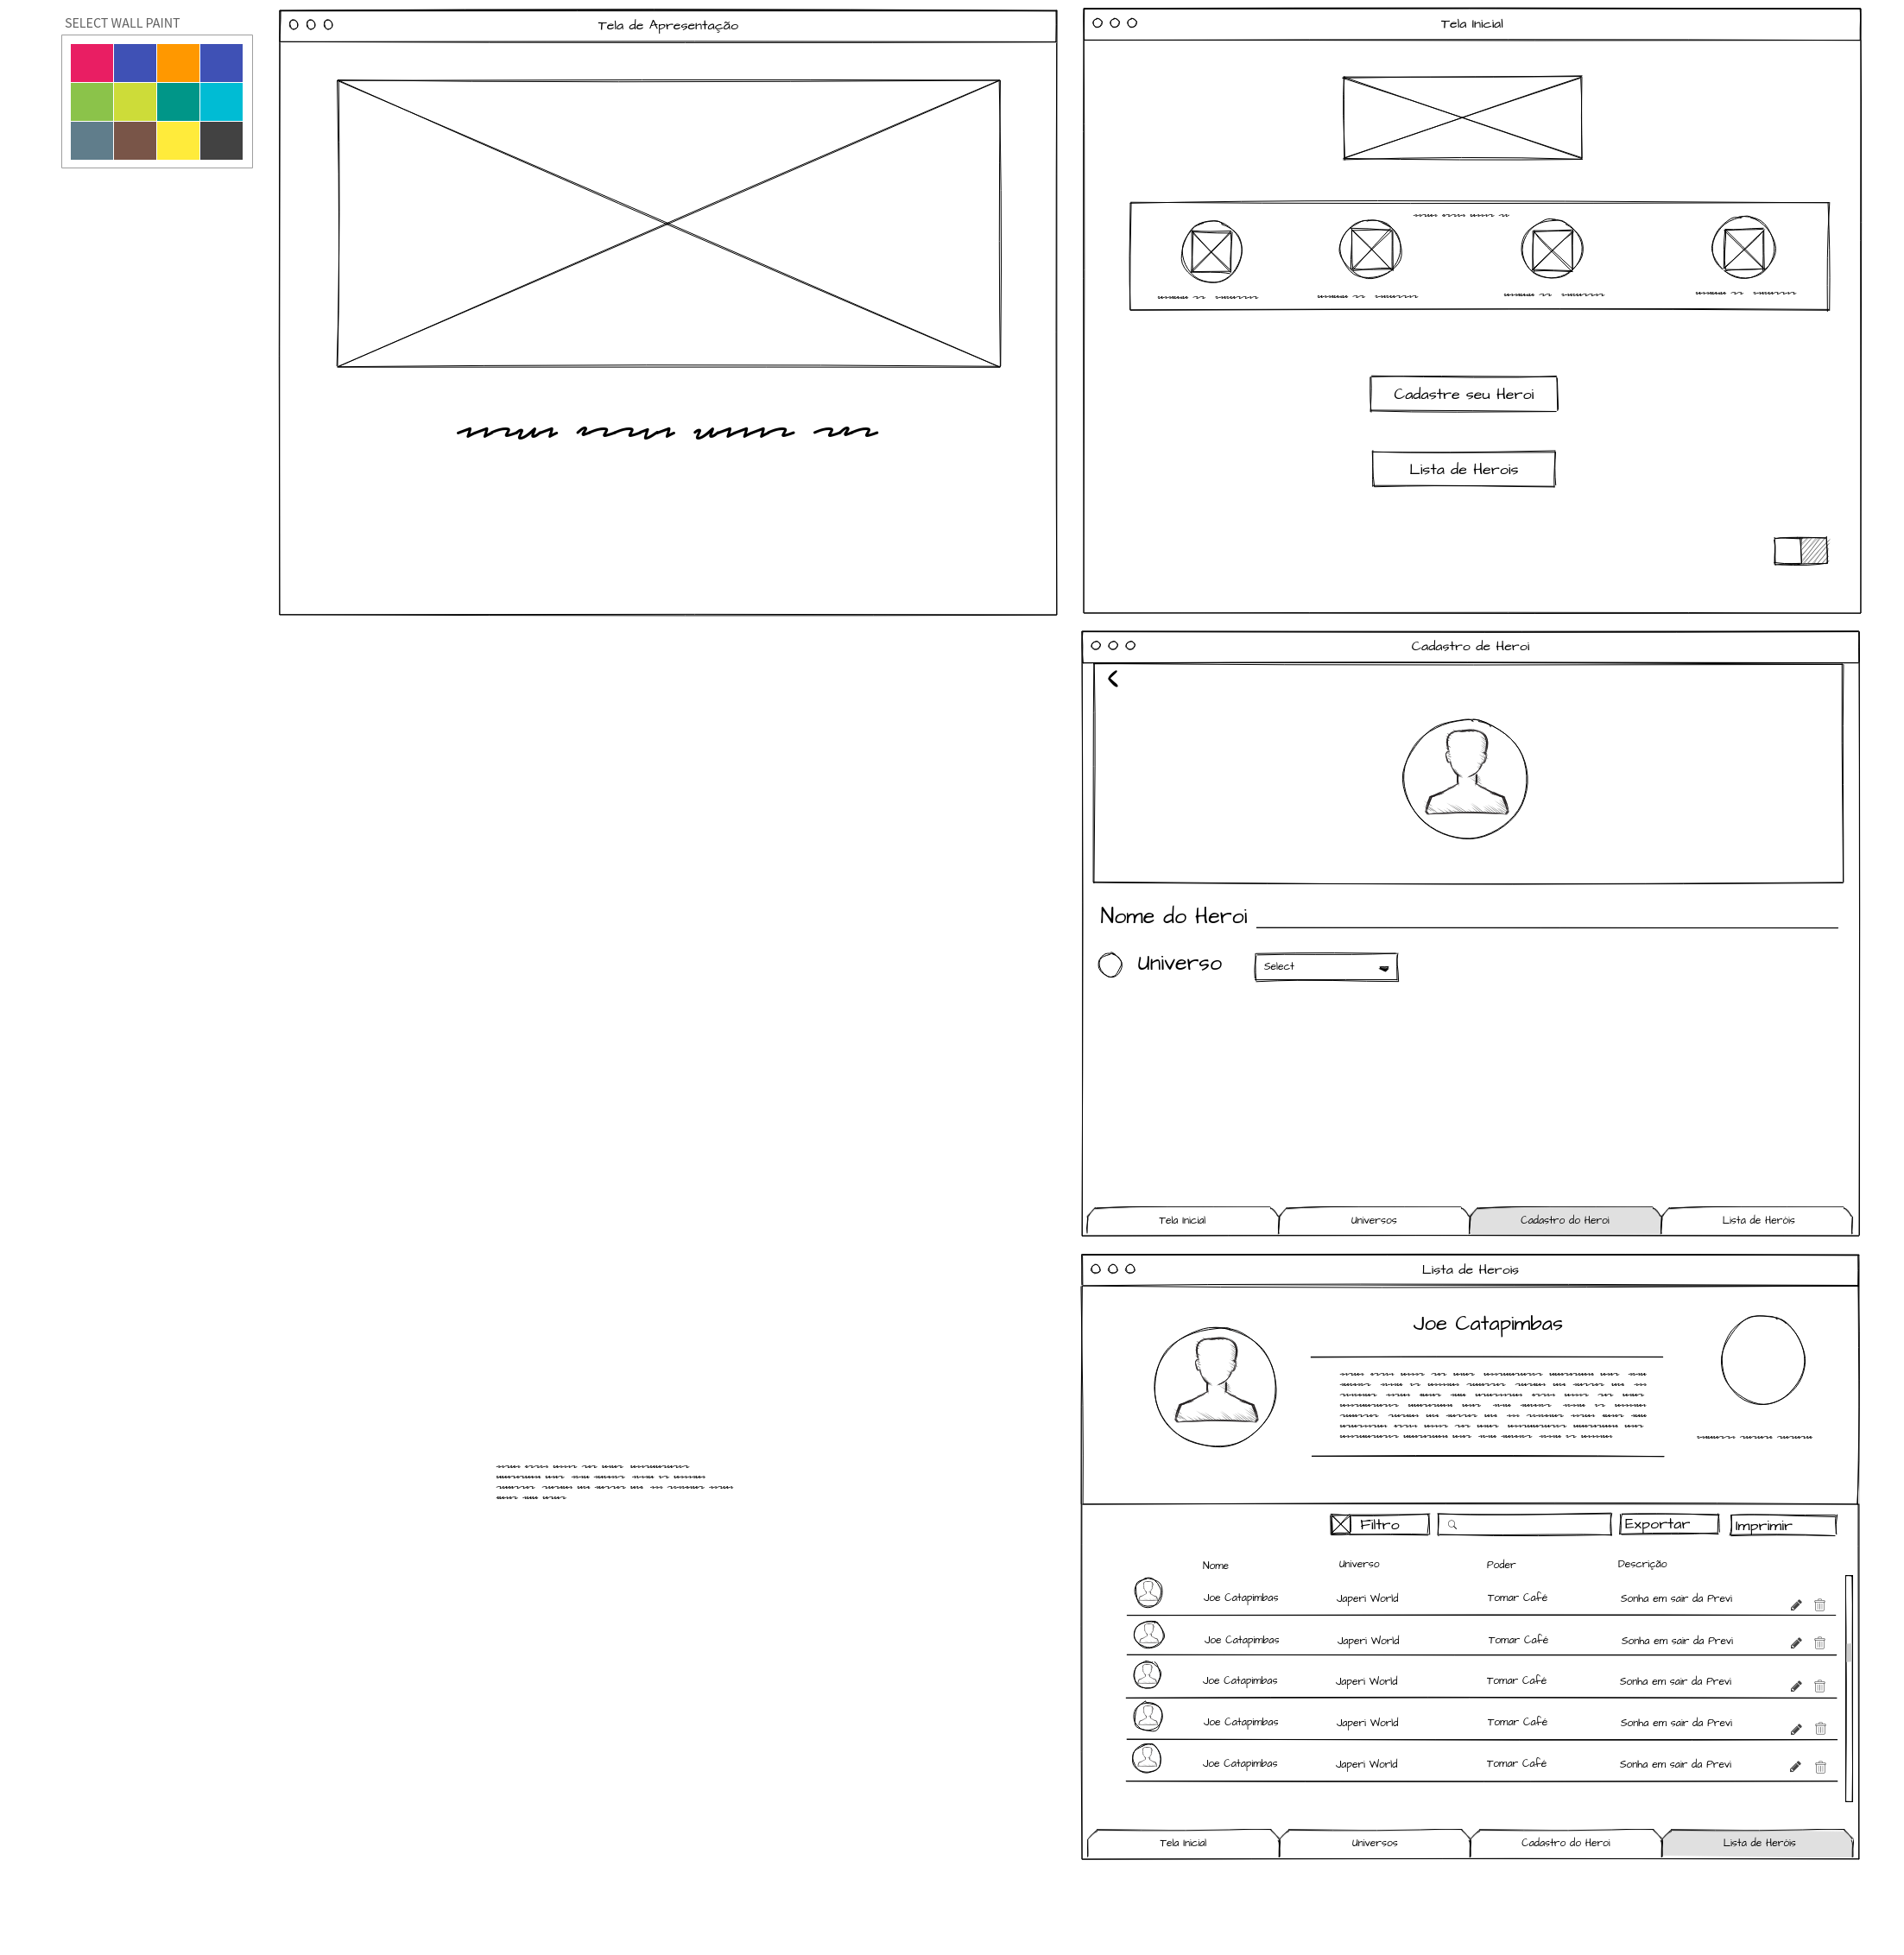 SELECT WALL PAINT
Tela de Apresentação
Tela Inicial
Cadastre seu Heroi
Lista de Herois
Cadastro de Heroi
Nome do Heroi
Universo Select
Tela Inicial Universos Cadastro do Heroi Lista de Heróis
Lista de Herois
Joe Catapimbas
Filtro Exportar Imprimir
Nome Universo Poder Descrição
Joe Catapimbas Japeri World Tomar Café Sonha em sair da Previ
Joe Catapimbas Japeri World Tomar Café Sonha em sair da Previ
Joe Catapimbas Japeri World Tomar Café Sonha em sair da Previ
Joe Catapimbas Japeri World Tomar Café Sonha em sair da Previ
Joe Catapimbas Japeri World Tomar Café Sonha em sair da Previ
Tela Inicial Universos Cadastro do Heroi Lista de Heróis